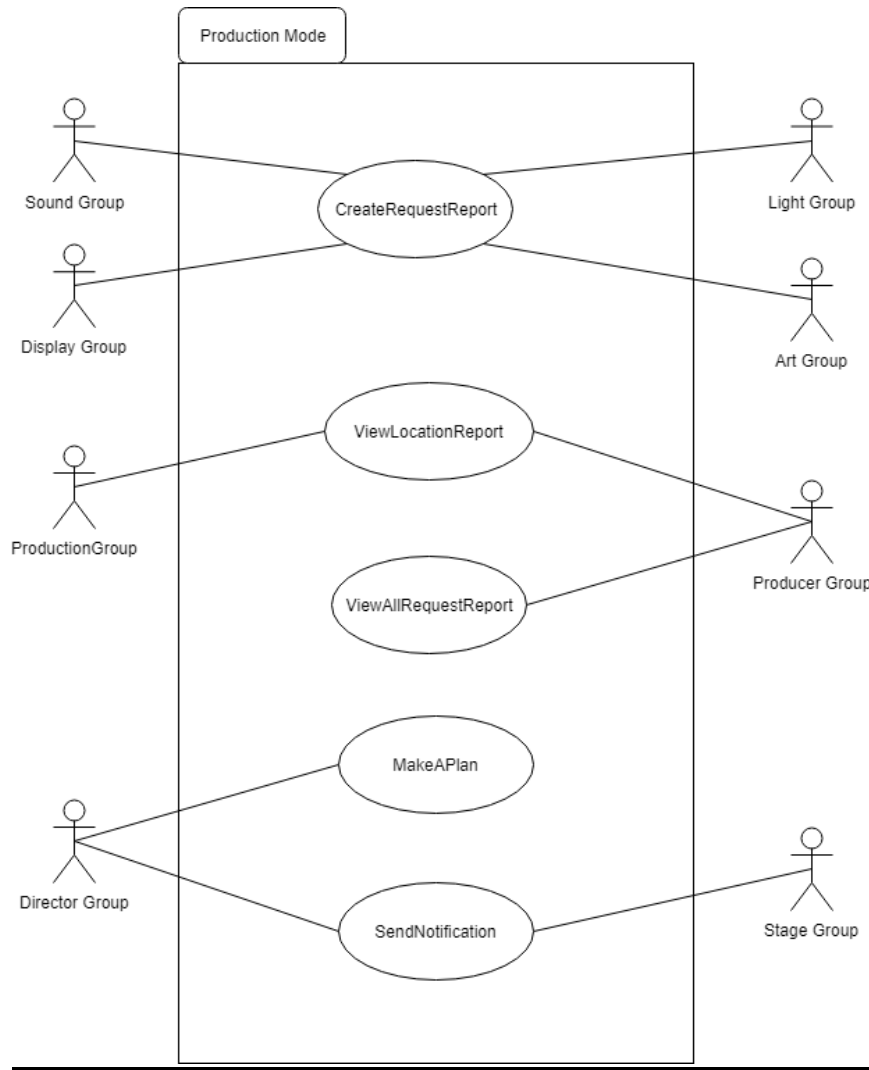 Production Mode
Sound Group
Light Group
CreateRequestReport
Display Group
Art Group
ViewLocationReport
ProductionGroup
Producer Group
ViewAllRequestReport
MakeAPlan
Director Group
SendNotification
Stage Group